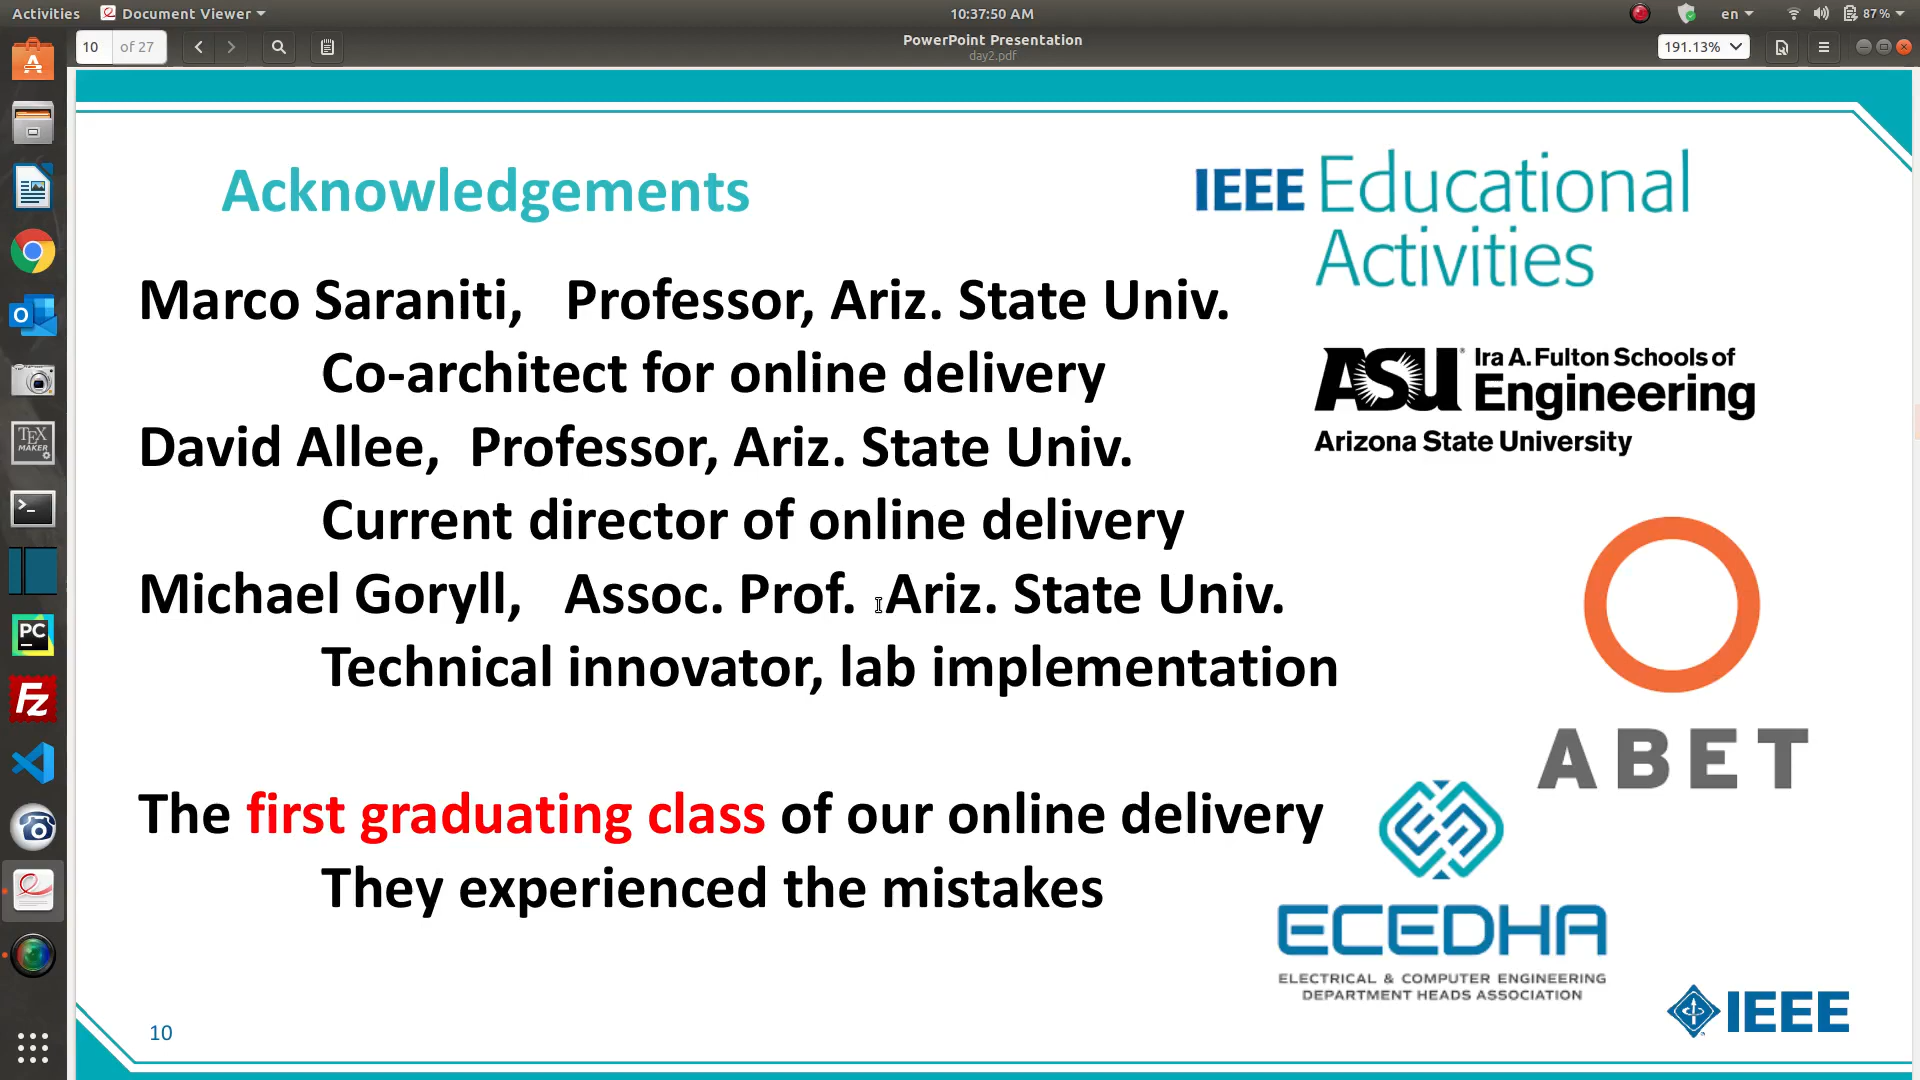 Activities
Document Viewer
10:37:50 AM
en
87%
10
of 27
PowerPoint Presentation
day2.pdf
191.13%
Acknowledgements
IEEE Educational
Activities
Marco Saraniti, Professor, Ariz. State Univ.
Co-architect for online delivery
ASU Ira A. Fulton Schools of
Engineering
Arizona State University
David Allee, Professor, Ariz. State Univ.
Current director of online delivery
Michael Goryll, Assoc. Prof. Ariz. State Univ.
Technical innovator, lab implementation
ABET
The first graduating class of our online delivery
They experienced the mistakes
ECEDHA
ELECTRICAL & COMPUTER ENGINEERING
DEPARTMENT HEADS ASSOCIATION
10
IEEE
TEX
MAKER
PC
FZ